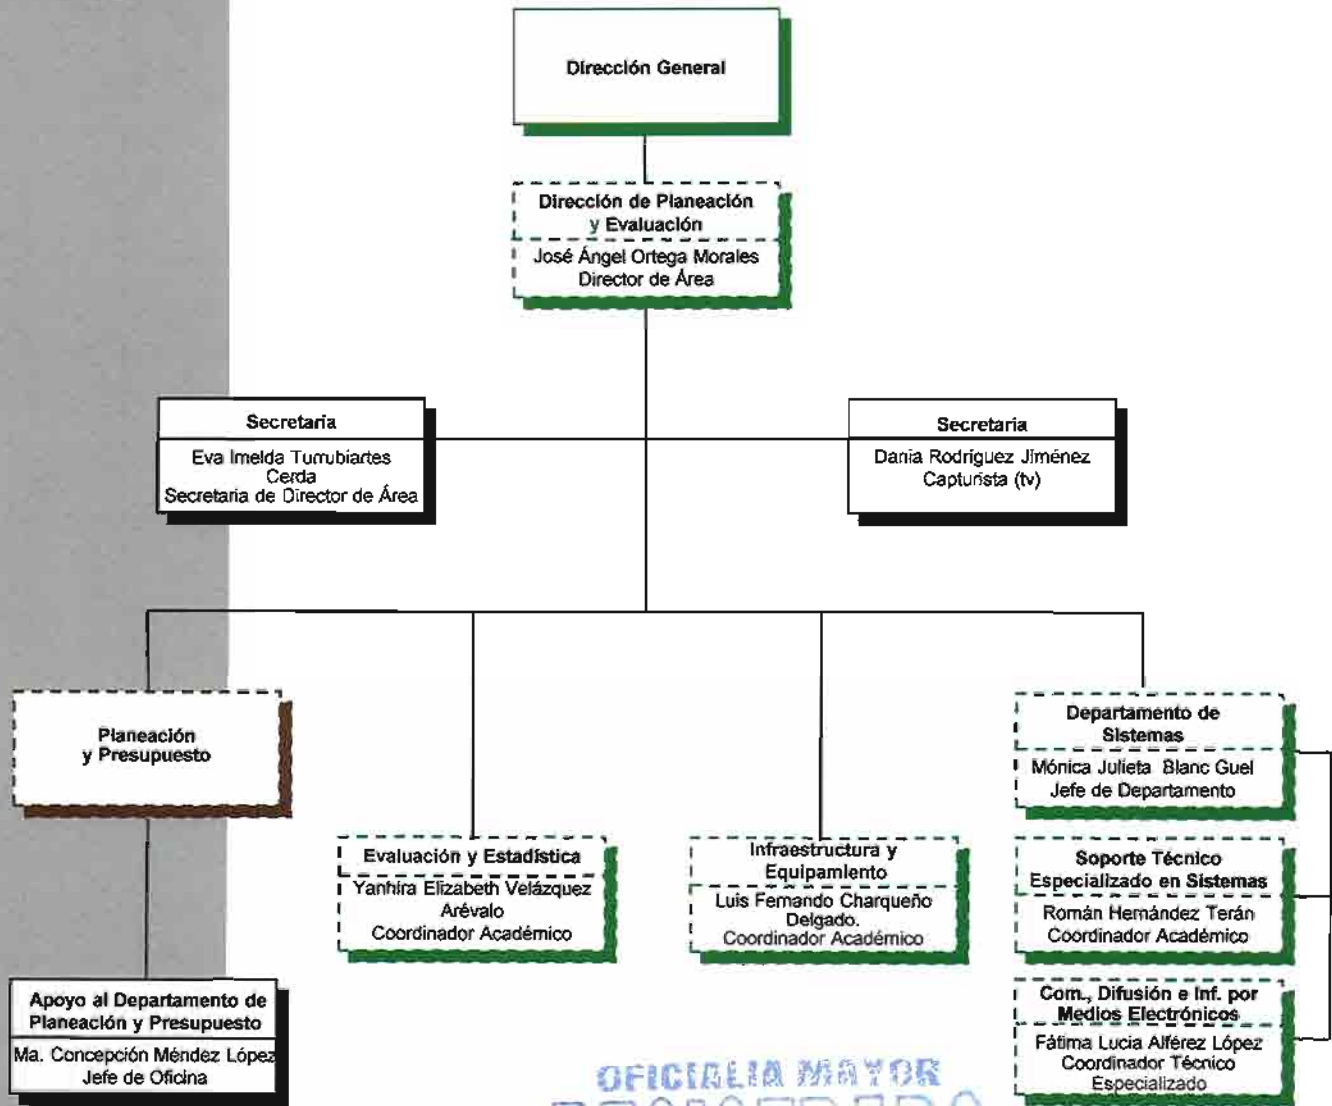 Dirección General
Dirección de Planeación
y Evaluación
José Ángel Ortega Morales
Director de Área
Secretaria
Eva Imelda Turrubiartes
Cerda
Secretaria de Director de Área
Secretaria
Dania Rodríguez Jiménez
Capturista (tv)
Planeación
y Presupuesto
Departamento de
Sistemas
Mónica Julieta Blanc Guel
Jefe de Departamento
Evaluación y Estadística
Yanhira Elizabeth Velázquez
Arévalo
Coordinador Académico
Infraestructura y
Equipamiento
Luis Fernando Charqueño
Delgado.
Coordinador Académico
Soporte Técnico
Especializado en Sistemas
Román Hernández Terán
Coordinador Académico
Apoyo al Departamento de
Planeación y Presupuesto
Ma. Concepción Méndez López
Jefe de Oficina
Com., Difusión e Inf. por
Medios Electrónicos
Fátima Lucia Alférez López
Coordinador Técnico
Especializado
OFICIALIA MAYOR